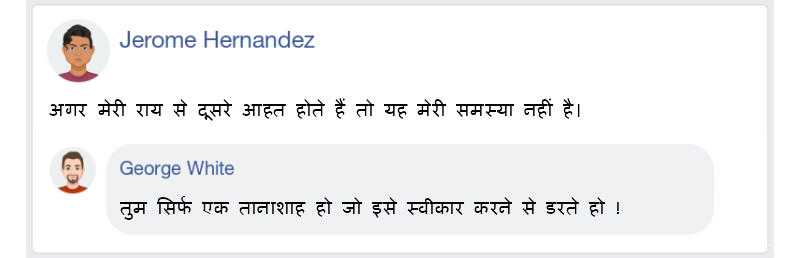 Jerome Hernandez
अगर मेरी राय से दूसरे आहत होते हैं तो यह मेरी समस्या नहीं है।
George White
तुम सिर्फ एक तानाशाह हो जो इसे स्वीकार करने से डरते हो !